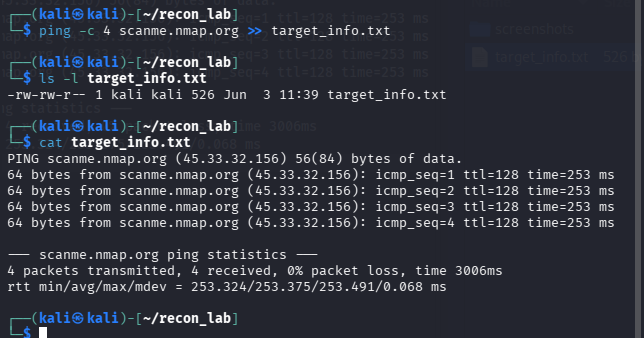 ┌──(kali㉿kali)-[~/recon_lab]
└─$ ping -c 4 scanme.nmap.org >> target_info.txt
┌──(kali㉿kali)-[~/recon_lab]
└─$ ls -l target_info.txt
-rw-rw-r-- 1 kali kali 526 Jun  3 11:39 target_info.txt
┌──(kali㉿kali)-[~/recon_lab]
└─$ cat target_info.txt
PING scanme.nmap.org (45.33.32.156) 56(84) bytes of data.
64 bytes from scanme.nmap.org (45.33.32.156): icmp_seq=1 ttl=128 time=253 ms
64 bytes from scanme.nmap.org (45.33.32.156): icmp_seq=2 ttl=128 time=253 ms
64 bytes from scanme.nmap.org (45.33.32.156): icmp_seq=3 ttl=128 time=253 ms
64 bytes from scanme.nmap.org (45.33.32.156): icmp_seq=4 ttl=128 time=253 ms
--- scanme.nmap.org ping statistics ---
4 packets transmitted, 4 received, 0% packet loss, time 3006ms
rtt min/avg/max/mdev = 253.324/253.375/253.491/0.068 ms
┌──(kali㉿kali)-[~/recon_lab]
└─$
screenshots
target_info.txt